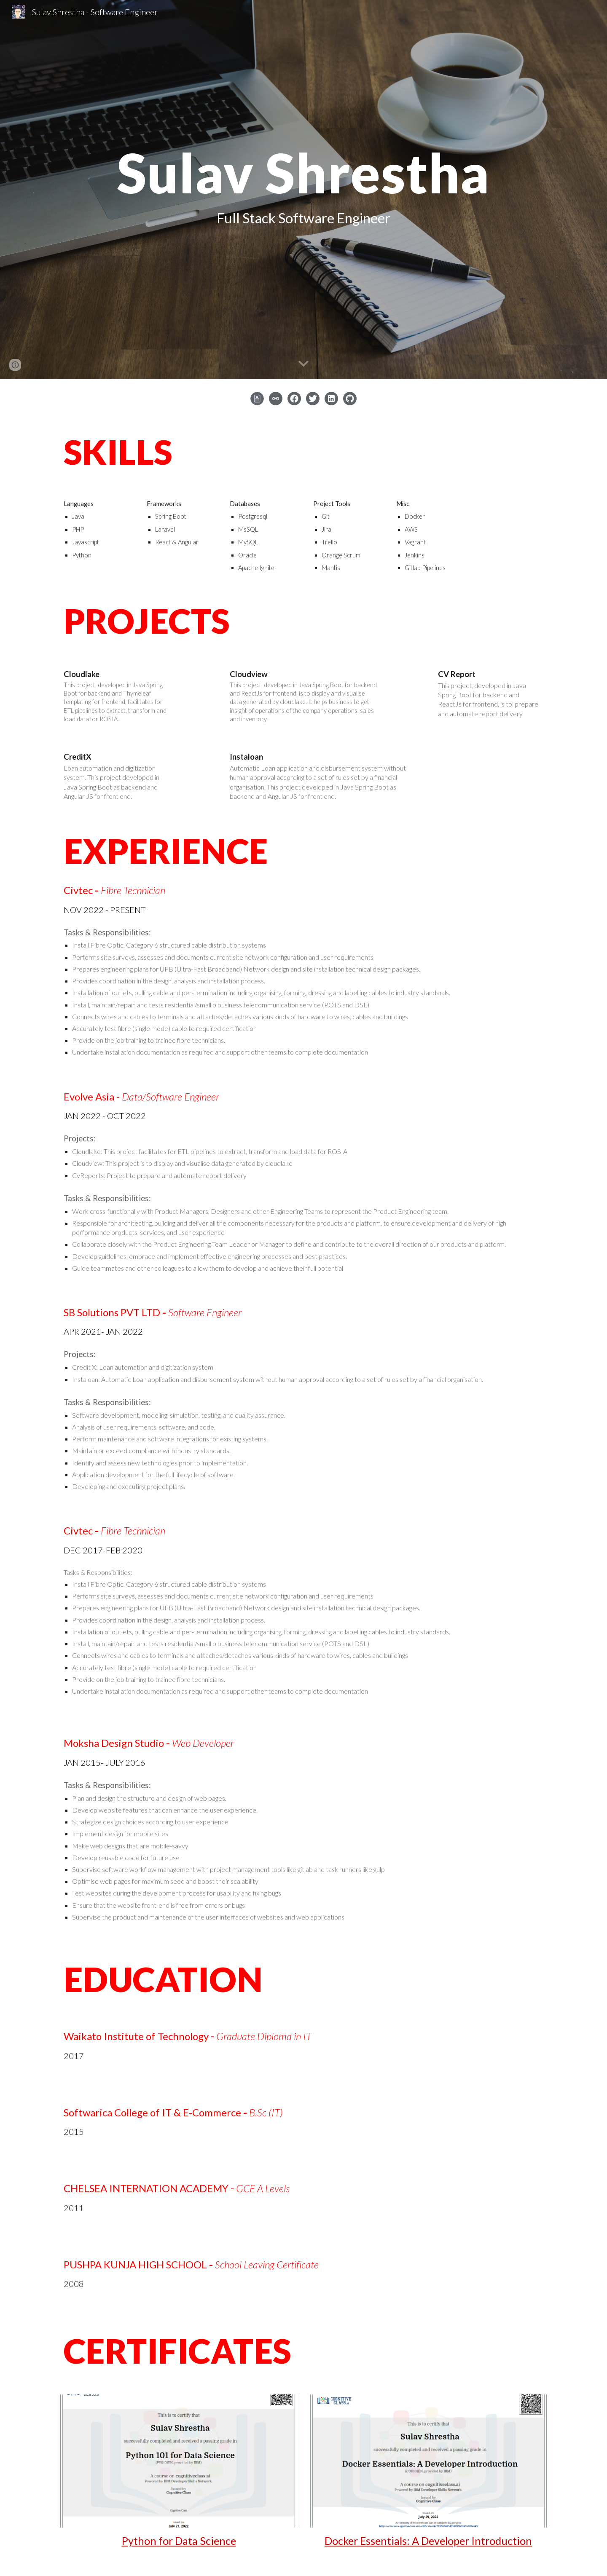 Sulav Shrestha - Software Engineer
Sulav Shrestha
Full Stack Software Engineer
SKILLS
Languages
Java
PHP
Javascript
Python
Frameworks
Spring Boot
Laravel
React & Angular
Databases
Postgresql
MsSQL
MySQL
Oracle
Apache Ignite
Project Tools
Git
Jira
Trello
Orange Scrum
Mantis
Misc
Docker
AWS
Vagrant
Jenkins
Gitlab Pipelines
PROJECTS
Cloudlake
This project, developed in Java Spring
Boot for backend and Thymeleaf
templating for frontend, facilitates for
ETL pipelines to extract, transform and
load data for ROSIA.
Cloudview
This project, developed in Java Spring Boot for backend
and ReactJs for frontend, is to display and visualise
data generated by cloudlake. It helps business to get
insight of operations of the company operations, sales
and inventory.
CV Report
This project, developed in Java
Spring Boot for backend and
ReactJs for frontend, is to prepare
and automate report delivery
CreditX
Loan automation and digitization
system. This project developed in
Java Spring Boot as backend and
Angular JS for front end.
Instaloan
Automatic Loan application and disbursement system without
human approval according to a set of rules set by a financial
organisation. This project developed in Java Spring Boot as
backend and Angular JS for front end.
EXPERIENCE
Civtec - Fibre Technician
NOV 2022 - PRESENT
Tasks & Responsibilities:
Install Fibre Optic, Category 6 structured cable distribution systems
Performs site surveys, assesses and documents current site network configuration and user requirements
Prepares engineering plans for UFB (Ultra-Fast Broadband) Network design and site installation technical design packages.
Provides coordination in the design, analysis and installation process.
Installation of outlets, pulling cable and per-termination including organising, forming, dressing and labelling cables to industry standards.
Install, maintain/repair, and tests residential/small b business telecommunication service (POTS and DSL)
Connects wires and cables to terminals and attaches/detaches various kinds of hardware to wires, cables and buildings
Accurately test fibre (single mode) cable to required certification
Provide on the job training to trainee fibre technicians.
Undertake installation documentation as required and support other teams to complete documentation
Evolve Asia - Data/Software Engineer
JAN 2022 - OCT 2022
Projects:
Cloudlake: This project facilitates for ETL pipelines to extract, transform and load data for ROSIA
Cloudview: This project is to display and visualise data generated by cloudlake
CvReports: Project to prepare and automate report delivery
Tasks & Responsibilities:
Work cross-functionally with Product Managers, Designers and other Engineering Teams to represent the Product Engineering team.
Responsible for architecting, building and deliver all the components necessary for the products and platform, to ensure development and delivery of high
performance products, services, and user experience
Collaborate closely with the Product Engineering Team Leader or Manager to define and contribute to the overall direction of our products and platform.
Develop guidelines, embrace and implement effective engineering processes and best practices.
Guide teammates and other colleagues to allow them to develop and achieve their full potential
SB Solutions PVT LTD - Software Engineer
APR 2021- JAN 2022
Projects:
Credit X: Loan automation and digitization system
Instaloan: Automatic Loan application and disbursement system without human approval according to a set of rules set by a financial organisation.
Tasks & Responsibilities:
Software development, modeling, simulation, testing, and quality assurance.
Analysis of user requirements, software, and code.
Perform maintenance and software integrations for existing systems.
Maintain or exceed compliance with industry standards.
Identify and assess new technologies prior to implementation.
Application development for the full lifecycle of software.
Developing and executing project plans.
Civtec - Fibre Technician
DEC 2017-FEB 2020
Tasks & Responsibilities:
Install Fibre Optic, Category 6 structured cable distribution systems
Performs site surveys, assesses and documents current site network configuration and user requirements
Prepares engineering plans for UFB (Ultra-Fast Broadband) Network design and site installation technical design packages.
Provides coordination in the design, analysis and installation process.
Installation of outlets, pulling cable and per-termination including organising, forming, dressing and labelling cables to industry standards.
Install, maintain/repair, and tests residential/small b business telecommunication service (POTS and DSL)
Connects wires and cables to terminals and attaches/detaches various kinds of hardware to wires, cables and buildings
Accurately test fibre (single mode) cable to required certification
Provide on the job training to trainee fibre technicians.
Undertake installation documentation as required and support other teams to complete documentation
Moksha Design Studio - Web Developer
JAN 2015- JULY 2016
Tasks & Responsibilities:
Plan and design the structure and design of web pages.
Develop website features that can enhance the user experience.
Strategize design choices according to user experience
Implement design for mobile sites
Make web designs that are mobile-savvy
Develop reusable code for future use
Supervise software workflow management with project management tools like gitlab and task runners like gulp
Optimise web pages for maximum seed and boost their scalability
Test websites during the development process for usability and fixing bugs
Ensure that the website front-end is free from errors or bugs
Supervise the product and maintenance of the user interfaces of websites and web applications
EDUCATION
Waikato Institute of Technology - Graduate Diploma in IT
2017
Softwarica College of IT & E-Commerce - B.Sc (IT)
2015
CHELSEA INTERNATION ACADEMY - GCE A Levels
2011
PUSHPA KUNJA HIGH SCHOOL - School Leaving Certificate
2008
CERTIFICATES
This is to certify that
Sulav Shrestha
successfully completed and received a passing grade in
Python 101 for Data Science
A course on cognitiveclass.ai
Powered by IBM Developer Skills Network.
Issued by
Cognitive Class
June 21, 2022
COGNITIVE
CLASS
This is to certify that
Sulav Shrestha
successfully completed and received a passing grade in
Docker Essentials: A Developer Introduction
A course on cognitiveclass.ai
Powered by IBM Developer Skills Network.
Issued by
Cognitive Class
July 20, 2022
Python for Data Science
Docker Essentials: A Developer Introduction